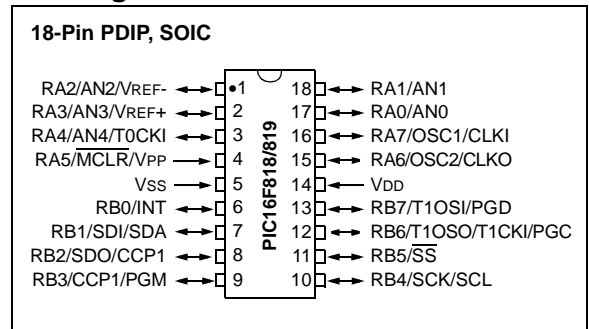 18-Pin PDIP, SOIC
RA2/AN2/VREF- •1 18 RA1/AN1
RA3/AN3/VREF+ 2 17 RA0/AN0
RA4/AN4/T0CKI 3 16 RA7/OSC1/CLKI
RA5/MCLR/VPP 4 15 RA6/OSC2/CLKO
VSS 5 14 VDD
RB0/INT 6 13 RB7/T1OSI/PGD
RB1/SDI/SDA 7 12 RB6/T1OSO/T1CKI/PGC
RB2/SDO/CCP1 8 11 RB5/SS
RB3/CCP1/PGM 9 10 RB4/SCK/SCL
PIC16F818/819